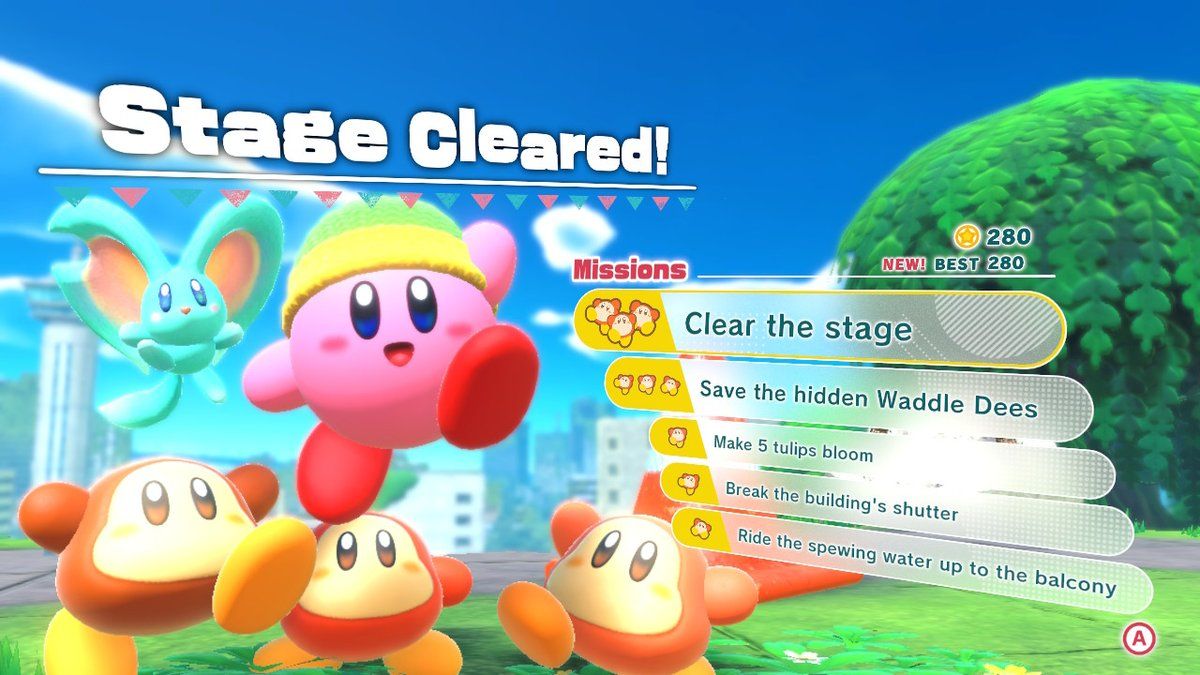 Stage Cleared!
280
NEW! BEST 280
Missions
Clear the stage
Save the hidden Waddle Dees
Make 5 tulips bloom
Break the building's shutter
Ride the spewing water up to the balcony
A